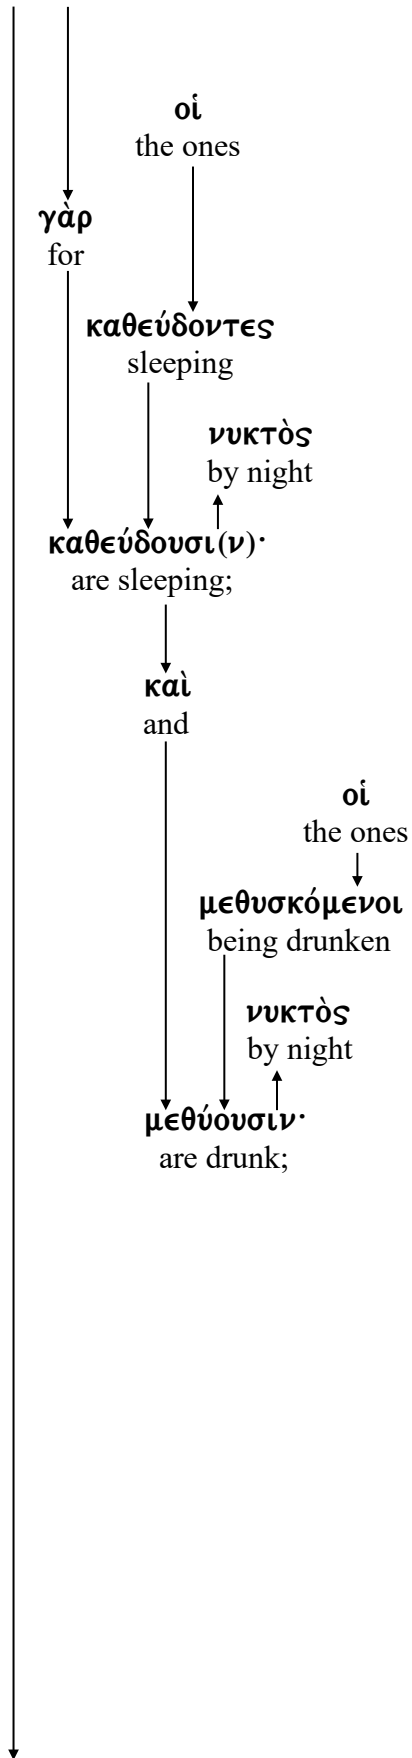 οἱ
the ones
γὰρ
for
καθεύδοντες
sleeping
νυκτὸς
by night
καθεύδουσι(ν)·
are sleeping;
καὶ
and
οἱ
the ones
μεθυσκόμενοι
being drunken
νυκτὸς
by night
μεθύουσιν·
are drunk;